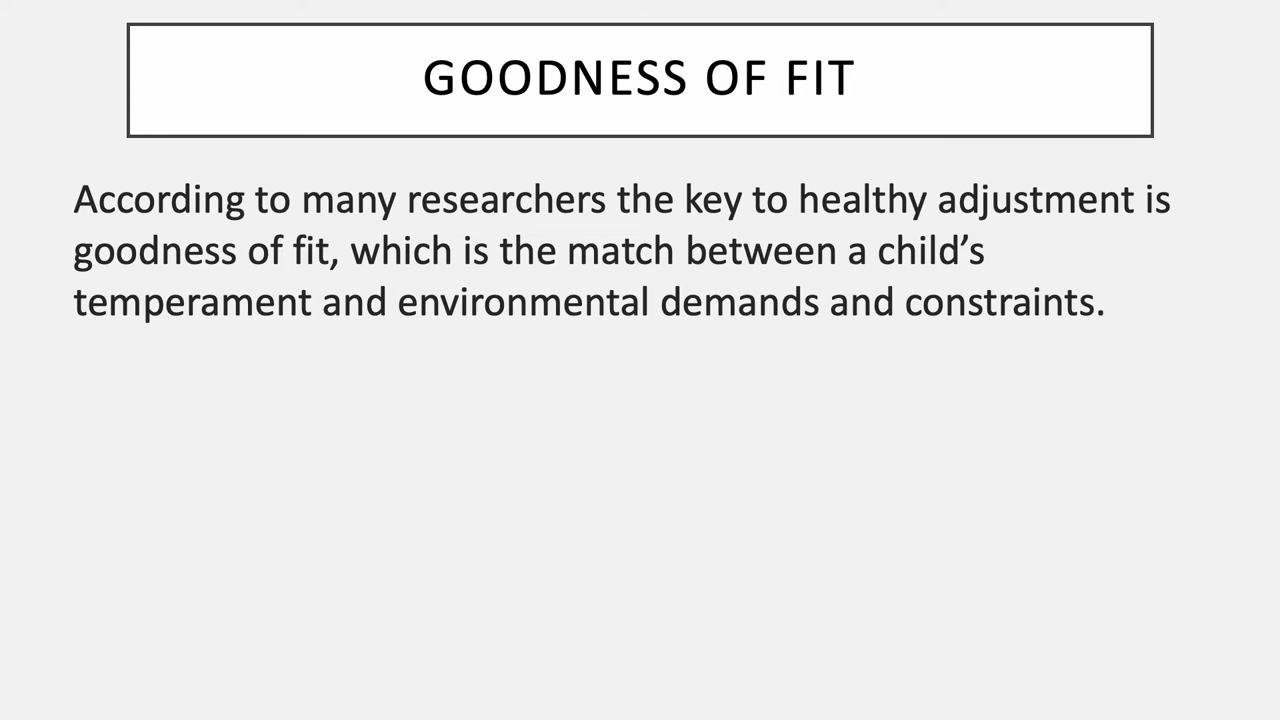 GOODNESS OF FIT
According to many researchers the key to healthy adjustment is
goodness of fit, which is the match between a child’s
temperament and environmental demands and constraints.